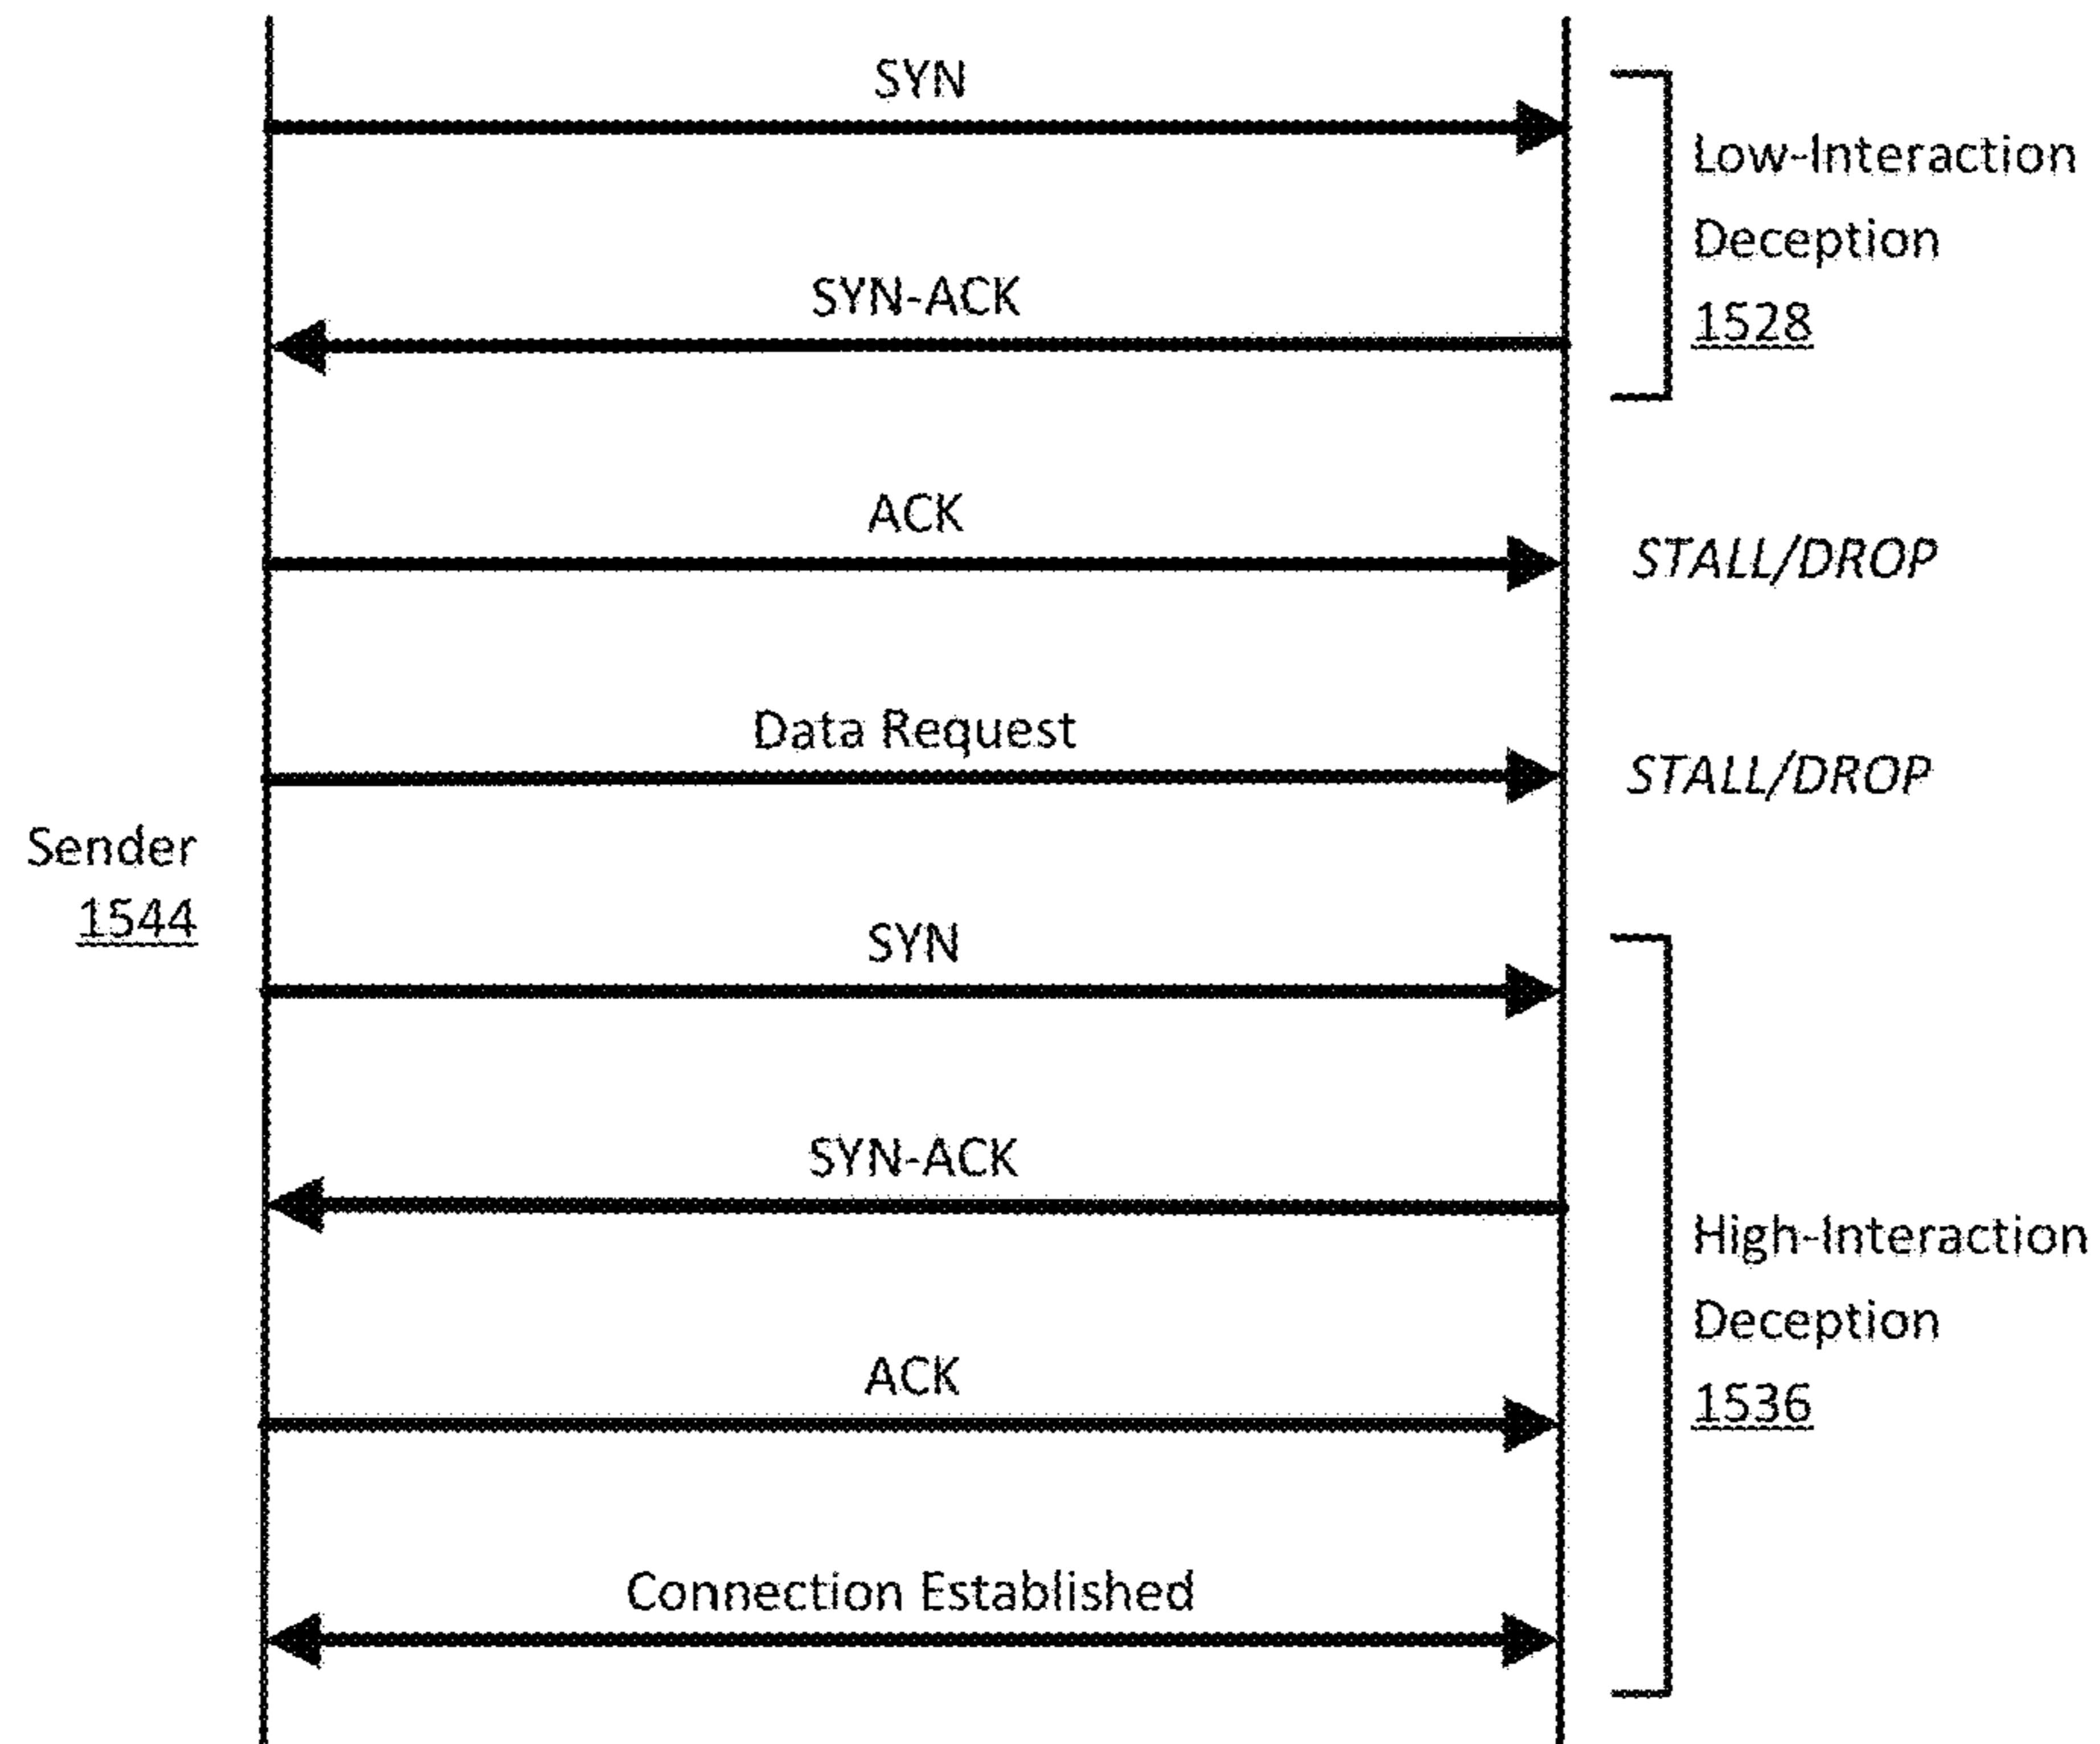 SYN
Low-Interaction
Deception
1528
SYN-ACK
ACK
STALL/DROP
Data Request
STALL/DROP
Sender
1544
SYN
SYN-ACK
High-Interaction
Deception
1536
ACK
Connection Established